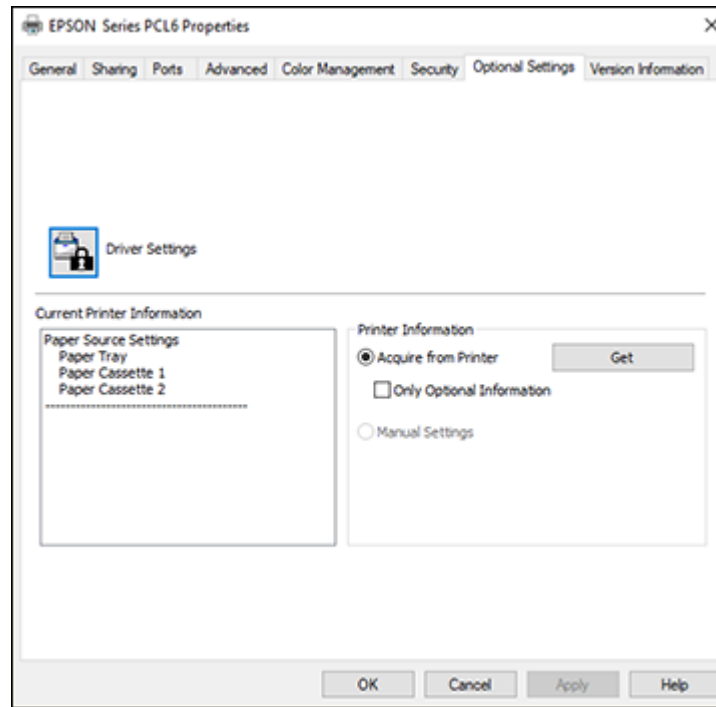 EPSON Series PCL6 Properties
General Sharing Ports Advanced Color Management Security Optional Settings Version Information
Driver Settings
Current Printer Information
Paper Source Settings
Paper Tray
Paper Cassette 1
Paper Cassette 2
----------------------------------------
Printer Information
Acquire from Printer Get
Only Optional Information
Manual Settings
OK Cancel Apply Help